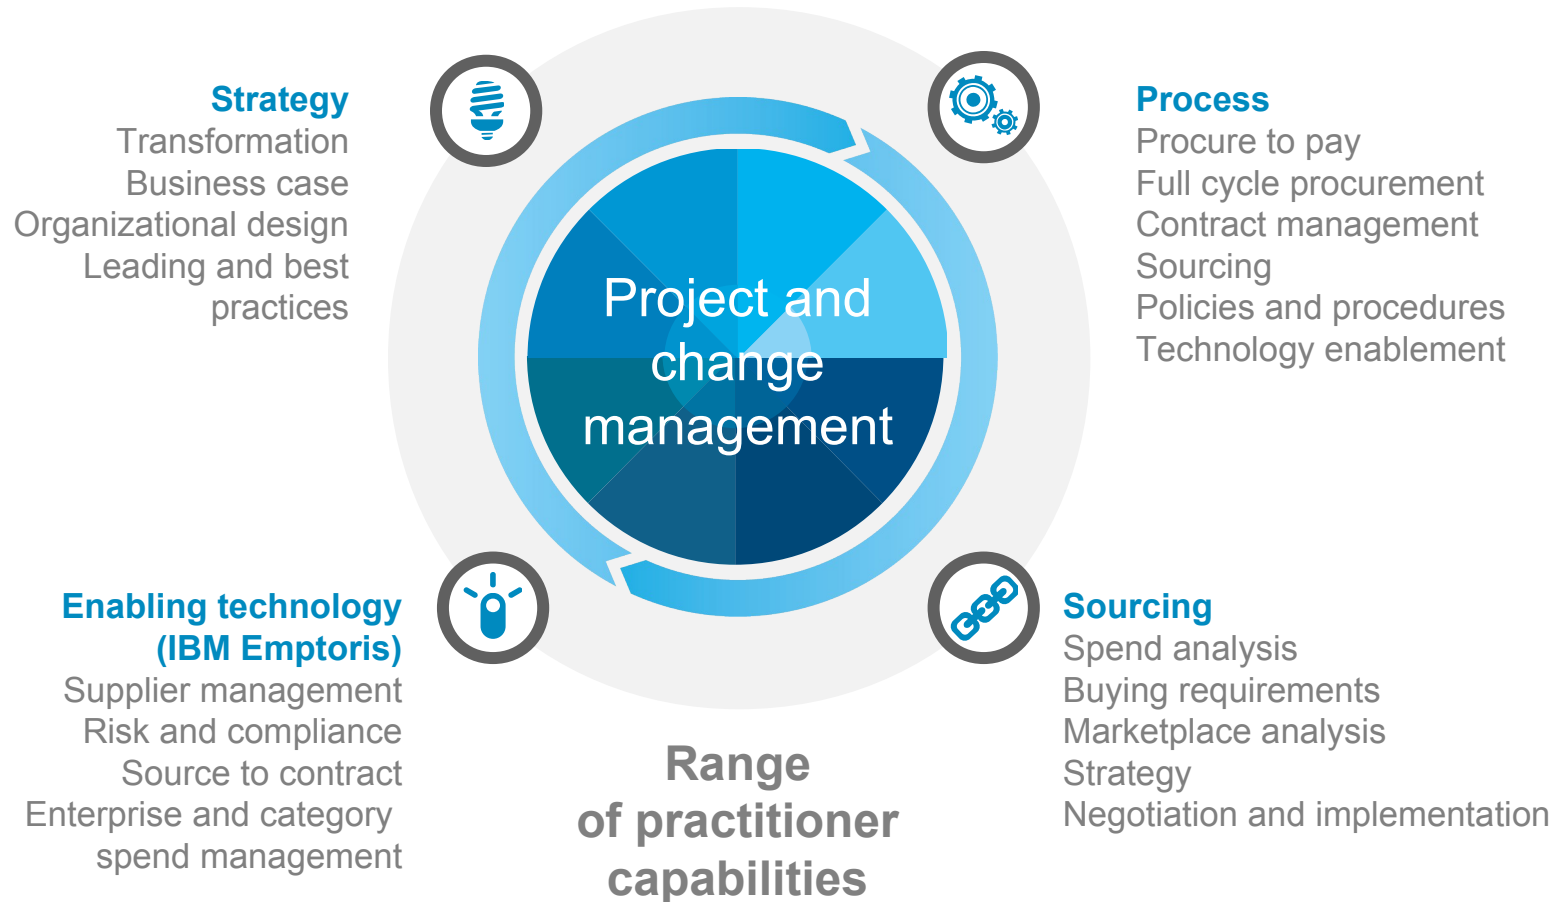 Strategy
Transformation
Business case
Organizational design
Leading and best
practices
Process
Procure to pay
Full cycle procurement
Contract management
Sourcing
Policies and procedures
Technology enablement
Project and
change
management
Enabling technology
(IBM Emptoris)
Supplier management
Risk and compliance
Source to contract
Enterprise and category
spend management
Sourcing
Spend analysis
Buying requirements
Marketplace analysis
Strategy
Negotiation and implementation
Range
of practitioner
capabilities